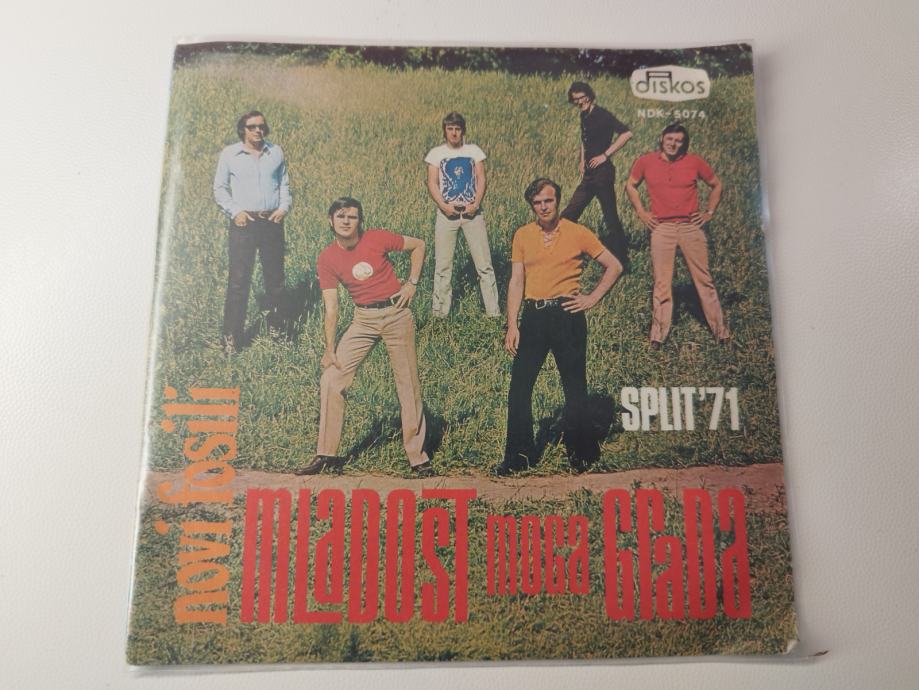 diskos
NDK-5074
SPLIT'71
novi fosili
MLaDOST moga GRaDa